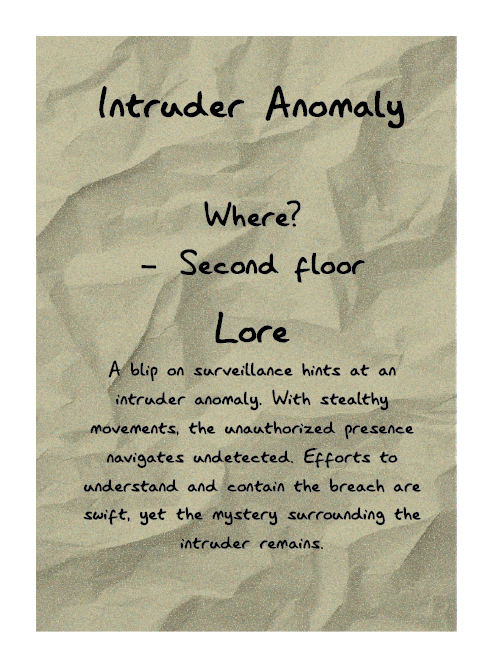 Intruder Anomaly
Where?
- Second floor
Lore
A blip on surveillance hints at an
intruder anomaly. With stealthy
movements, the unauthorized presence
navigates undetected. Efforts to
understand and contain the breach are
swift, yet the mystery surrounding the
intruder remains.